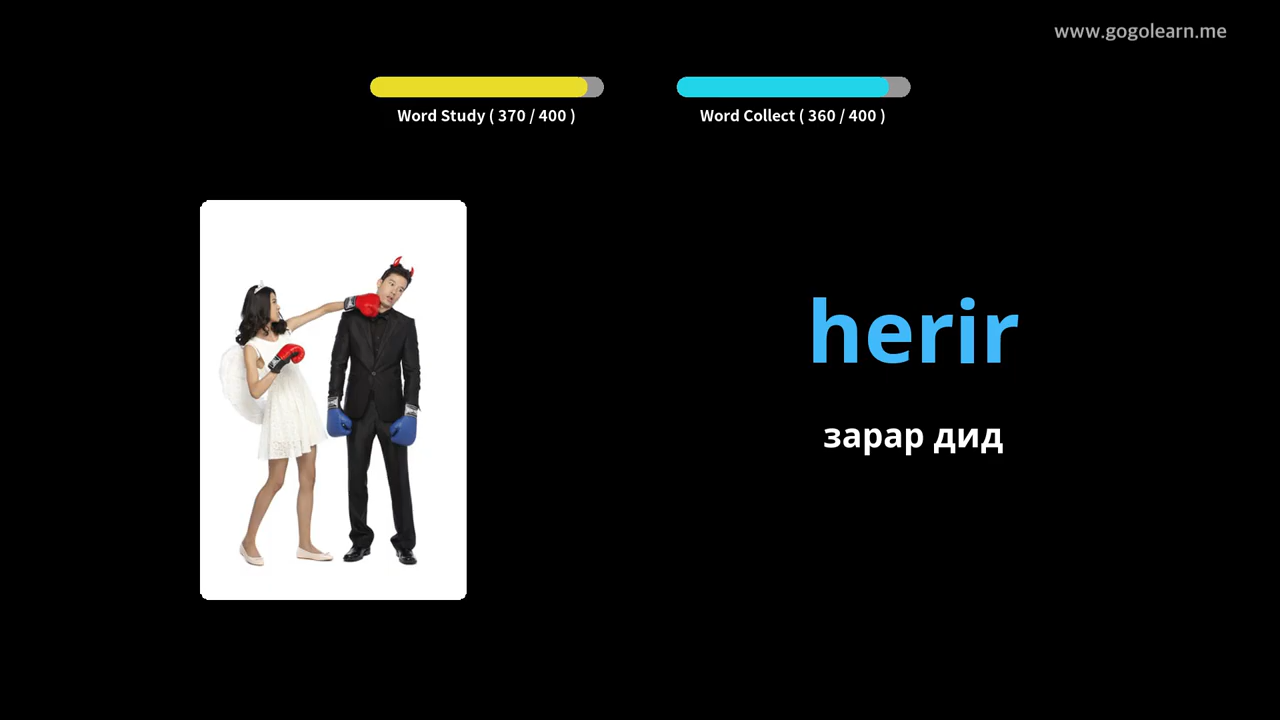 www.gogolearn.me
Word Study ( 370 / 400 )
Word Collect ( 360 / 400 )
herir
зарар дид